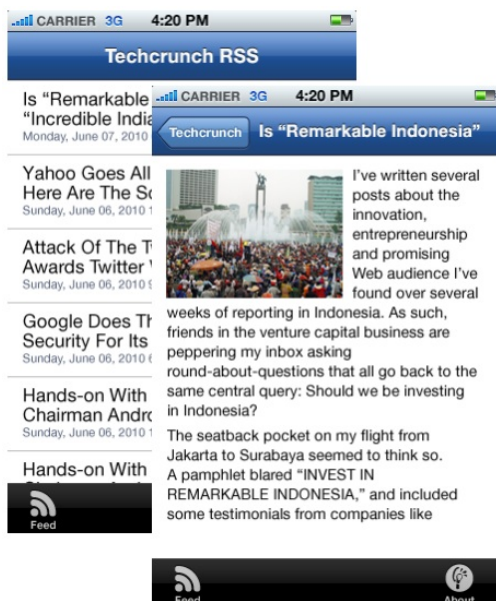 CARRIER 3G 4:20 PM
Techcrunch RSS
Is “Remarkable
“Incredible India
Monday, June 07, 2010
Yahoo Goes All
Here Are The
Sunday, June 06, 2010 1
Attack Of The
Awards Twitter
Sunday, June 06, 2010 9
Google Does
Security For Its
Sunday, June 06, 2010 6
Hands-on With
Chairman
Sunday, June 06, 2010 1
Hands-on With
Feed
CARRIER 3G 4:20 PM
Techcrunch
Is “Remarkable Indonesia”
I’ve written several
posts about the
innovation,
entrepreneurship
and promising
Web audience I’ve
found over several
weeks of reporting in Indonesia. As such,
friends in the venture capital business are
peppering my inbox asking
round-about-questions that all go back to the
same central query: Should we be investing
in Indonesia?
The seatback pocket on my flight from
Jakarta to Surabaya seemed to think so.
A pamphlet blared “INVEST IN
REMARKABLE INDONESIA,” and included
some testimonials from companies like
Feed
About